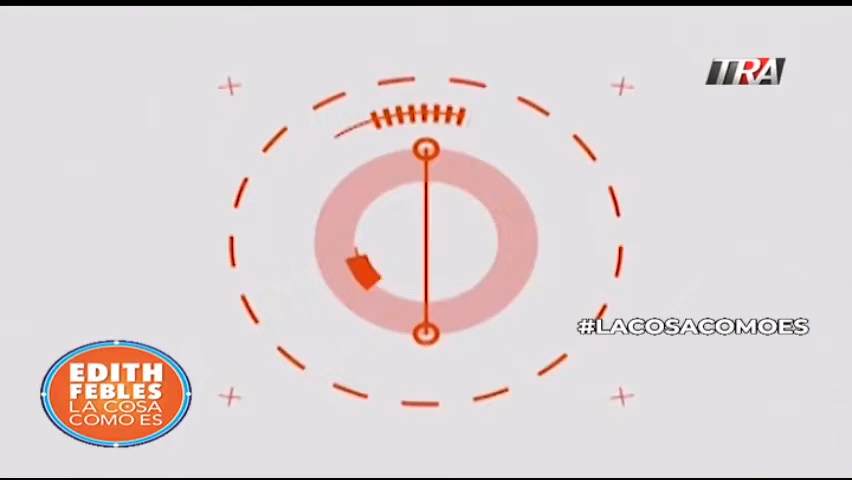 TRA
#LACOSACOMOES
EDITH
FEBLES
LA COSA
COMO ES